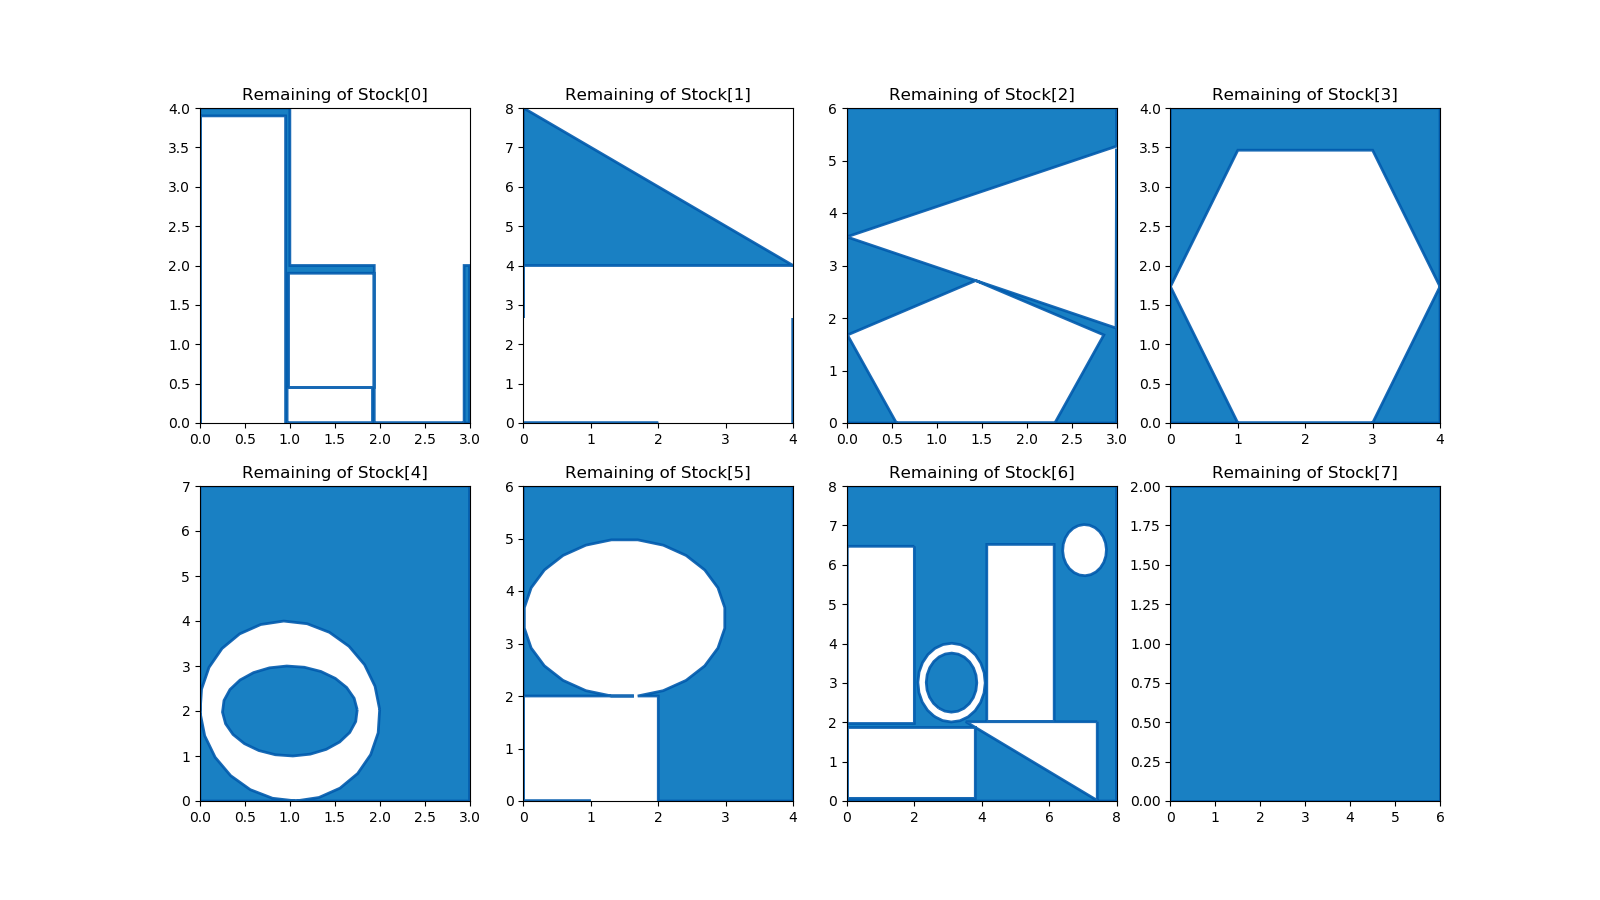 Remaining of Stock[0] Remaining of Stock[1] Remaining of Stock[2] Remaining of Stock[3]
4.0 8 6 4.0
3.5 7 3.5
5
3.0 6 3.0
2.5 5 4 2.5
2.0 4 3 2.0
1.5 3 1.5
2
1.0 2 1.0
0.5 1 1 0.5
0.0 0 0 0.0
0.0 0.5 1.0 1.5 2.0 2.5 3.0 0 1 2 3 4 0.0 0.5 1.0 1.5 2.0 2.5 3.0 0 1 2 3 4
Remaining of Stock[4] Remaining of Stock[5] Remaining of Stock[6] Remaining of Stock[7]
7 6 8 2.00
6 7 1.75
5
5 6 1.50
4 4 5 1.25
3 3 4 1.00
3 0.75
2 2
2 0.50
1 1 1 0.25
0 0 0 0.00
0.0 0.5 1.0 1.5 2.0 2.5 3.0 0 1 2 3 4 0 2 4 6 8 0 1 2 3 4 5 6